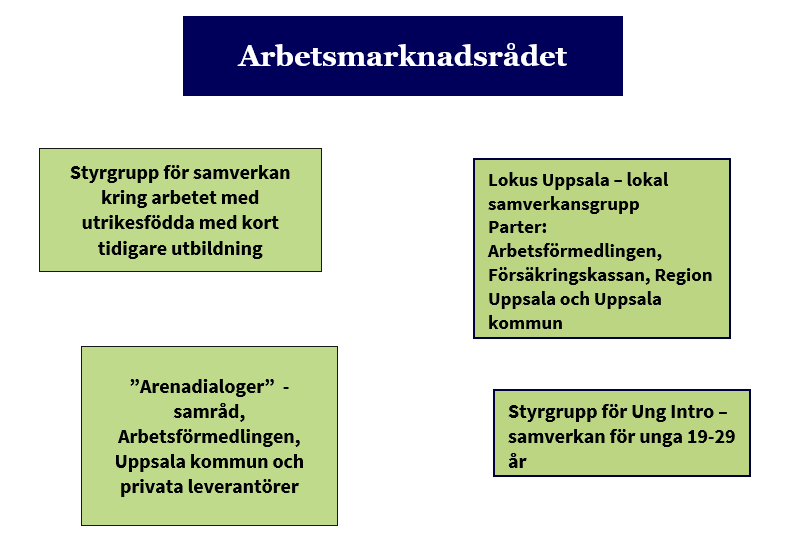 Arbetsmarknadsrådet
Styrgrupp för samverkan
kring arbetet med
utrikesfödda med kort
tidigare utbildning
Lokus Uppsala – lokal
samverkansgrupp
Parter:
Arbetsförmedlingen,
Försäkringskassan, Region
Uppsala och Uppsala
kommun
”Arenadialoger” -
samråd,
Arbetsförmedlingen,
Uppsala kommun och
privata leverantörer
Styrgrupp för Ung Intro –
samverkan för unga 19-29
år